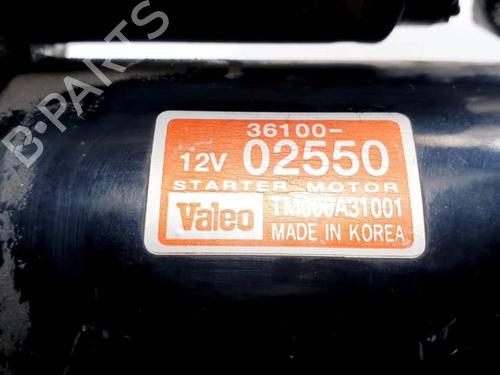 B-PARTS
36100-
12V 02550
STARTER MOTOR
Valeo TM000A31001
MADE IN KOREA